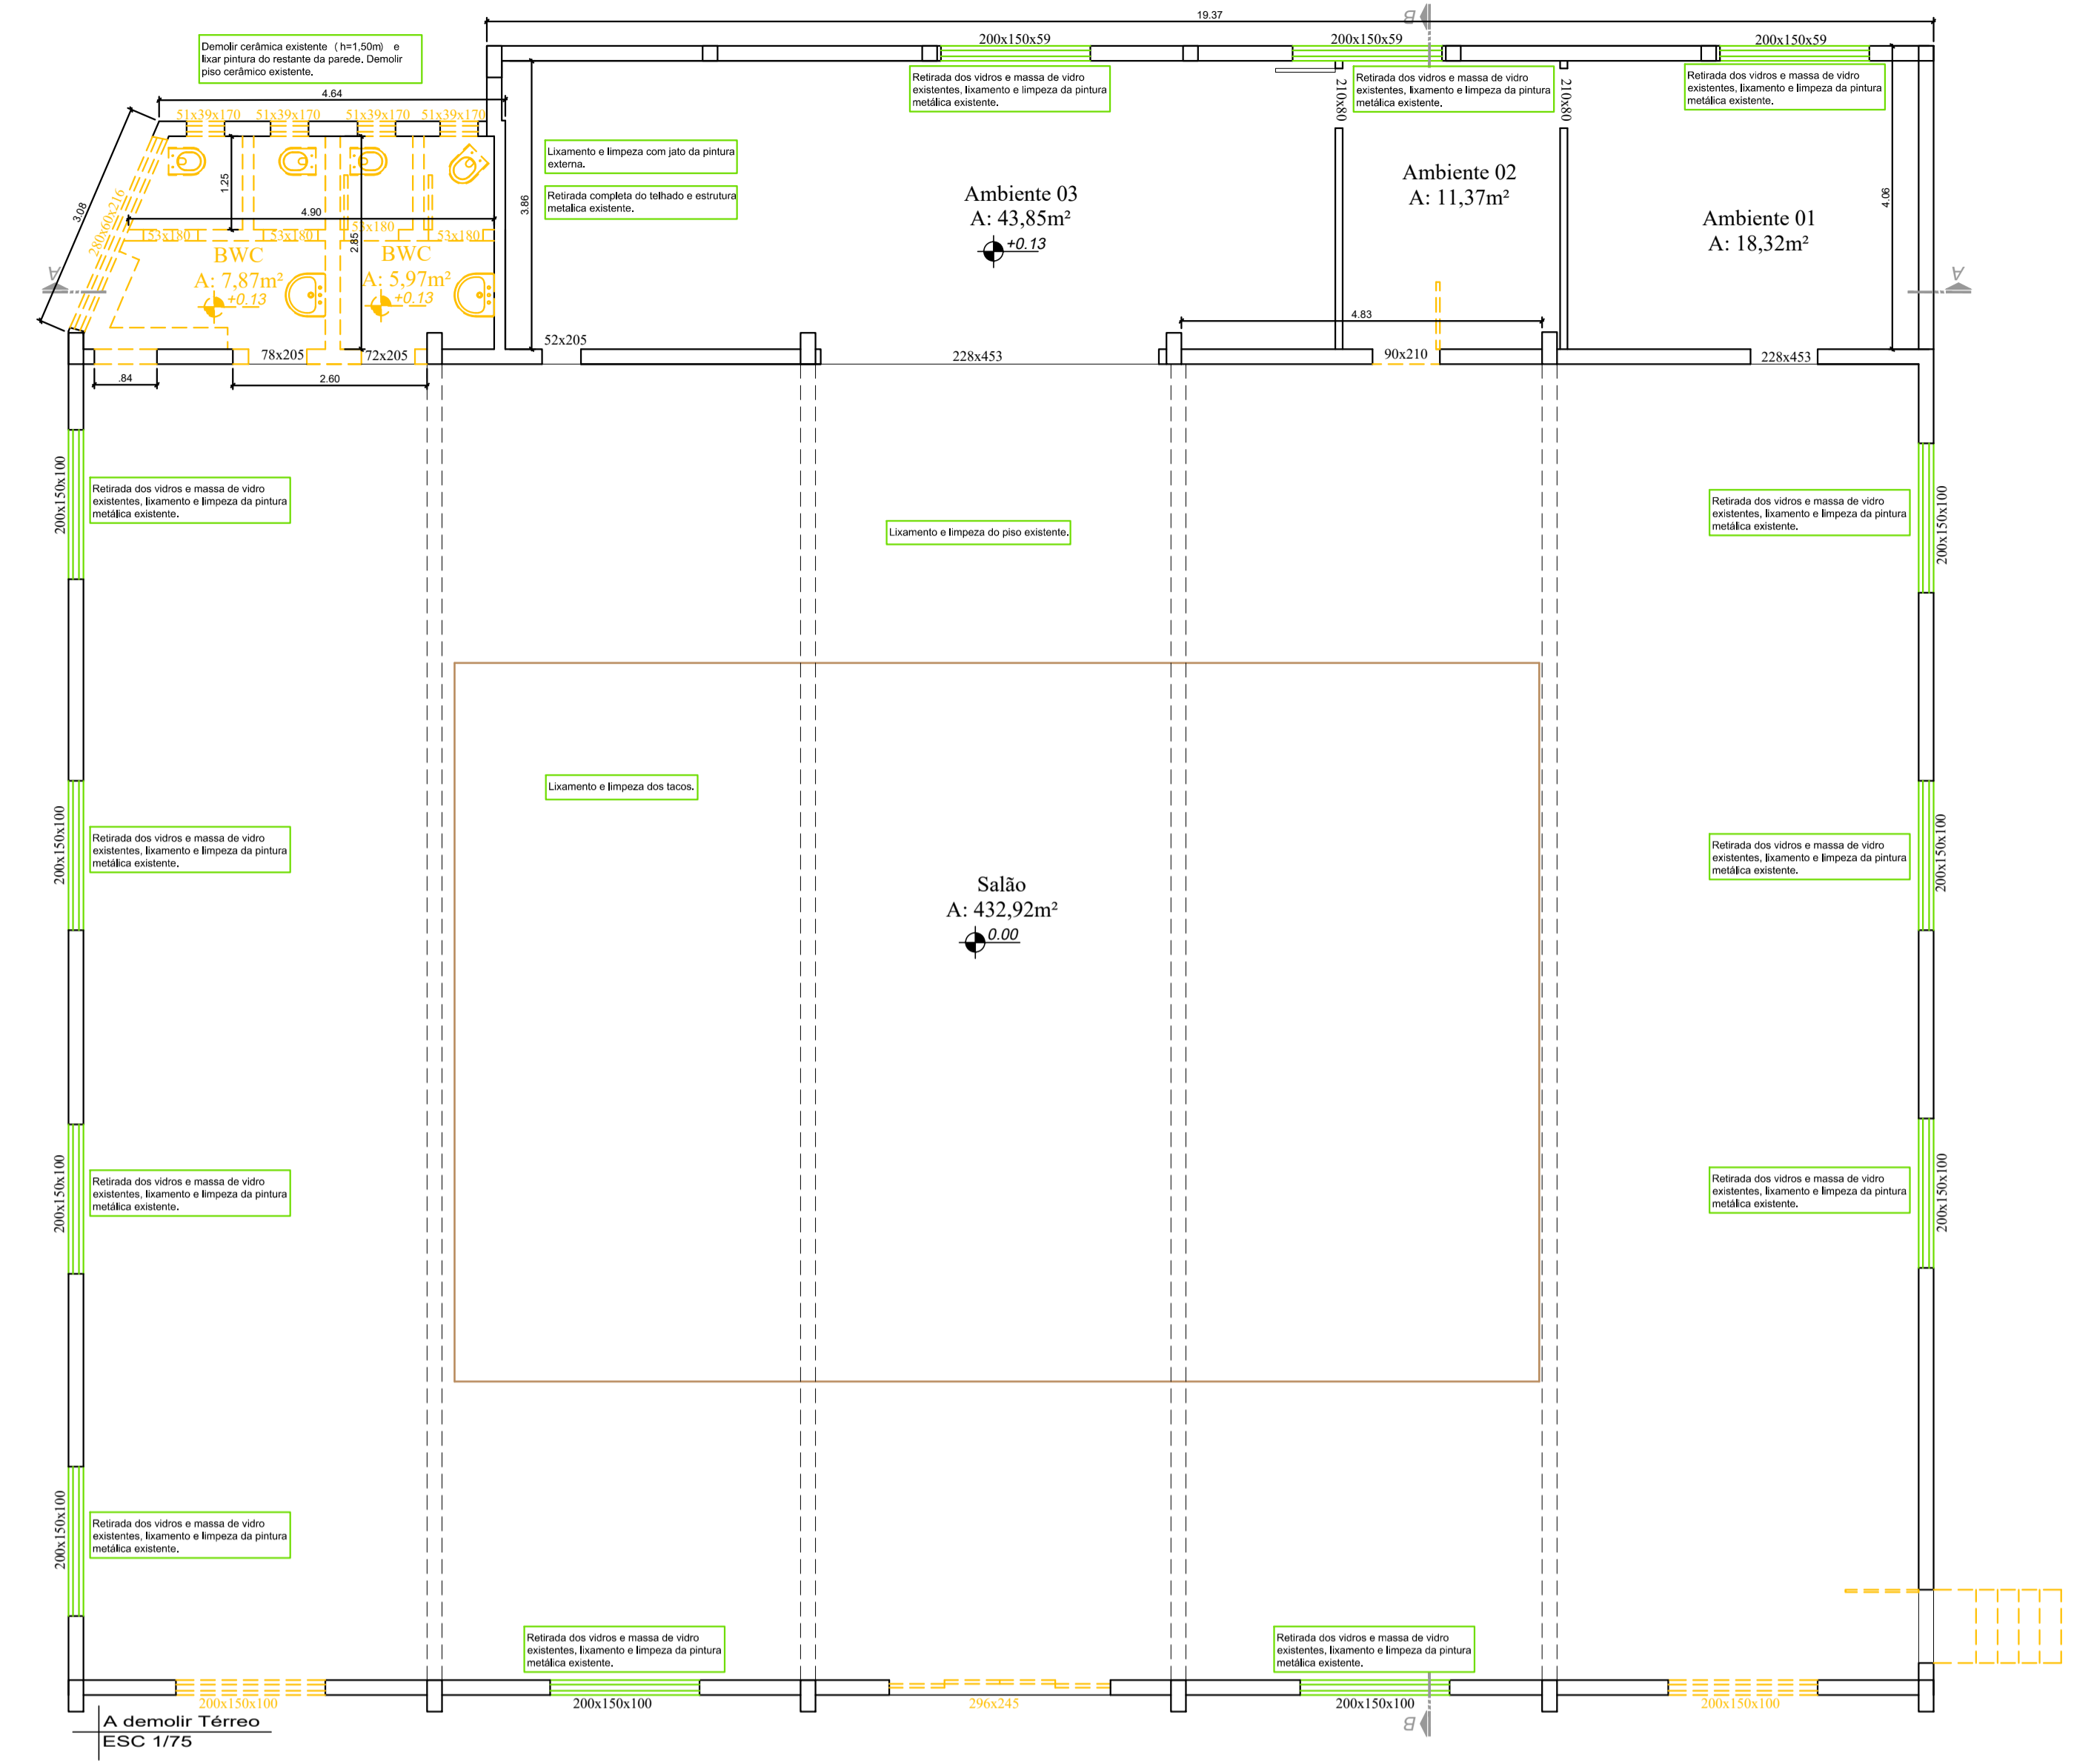 19.37
B
200x150x59
200x150x59
200x150x59
Demolir cerâmica existente (h=1,50m) e
lixar pintura do restante da parede. Demolir
piso cerâmico existente.
Retirada dos vidros e massa de vidro
existentes, lixamento e limpeza da pintura
metálica existente.
Retirada dos vidros e massa de vidro
existentes, lixamento e limpeza da pintura
metálica existente.
Retirada dos vidros e massa de vidro
existentes, lixamento e limpeza da pintura
metálica existente.
4.64
51x39x170
51x39x170
51x39x170
51x39x170
210x80
210x80
Lixamento e limpeza com jato da pintura
externa.
Retirada completa do telhado e estrutura
metalica existente.
3.08
280x60x216
1.25
4.90
2.85
3.86
4.06
53x180
53x180
53x180
53x180
BWC
A: 7,87m²
+0.13
BWC
A: 5,97m²
+0.13
Ambiente 03
A: 43,85m²
+0.13
Ambiente 02
A: 11,37m²
Ambiente 01
A: 18,32m²
A
A
4.83
78x205
72x205
52x205
228x453
90x210
228x453
.84
2.60
200x150x100
Retirada dos vidros e massa de vidro
existentes, lixamento e limpeza da pintura
metálica existente.
Lixamento e limpeza do piso existente.
Retirada dos vidros e massa de vidro
existentes, lixamento e limpeza da pintura
metálica existente.
200x150x100
Lixamento e limpeza dos tacos.
200x150x100
Retirada dos vidros e massa de vidro
existentes, lixamento e limpeza da pintura
metálica existente.
Retirada dos vidros e massa de vidro
existentes, lixamento e limpeza da pintura
metálica existente.
200x150x100
Salão
A: 432,92m²
0.00
200x150x100
Retirada dos vidros e massa de vidro
existentes, lixamento e limpeza da pintura
metálica existente.
Retirada dos vidros e massa de vidro
existentes, lixamento e limpeza da pintura
metálica existente.
200x150x100
200x150x100
Retirada dos vidros e massa de vidro
existentes, lixamento e limpeza da pintura
metálica existente.
Retirada dos vidros e massa de vidro
existentes, lixamento e limpeza da pintura
metálica existente.
Retirada dos vidros e massa de vidro
existentes, lixamento e limpeza da pintura
metálica existente.
200x150x100
200x150x100
296x245
200x150x100
200x150x100
B
A demolir Térreo
ESC 1/75